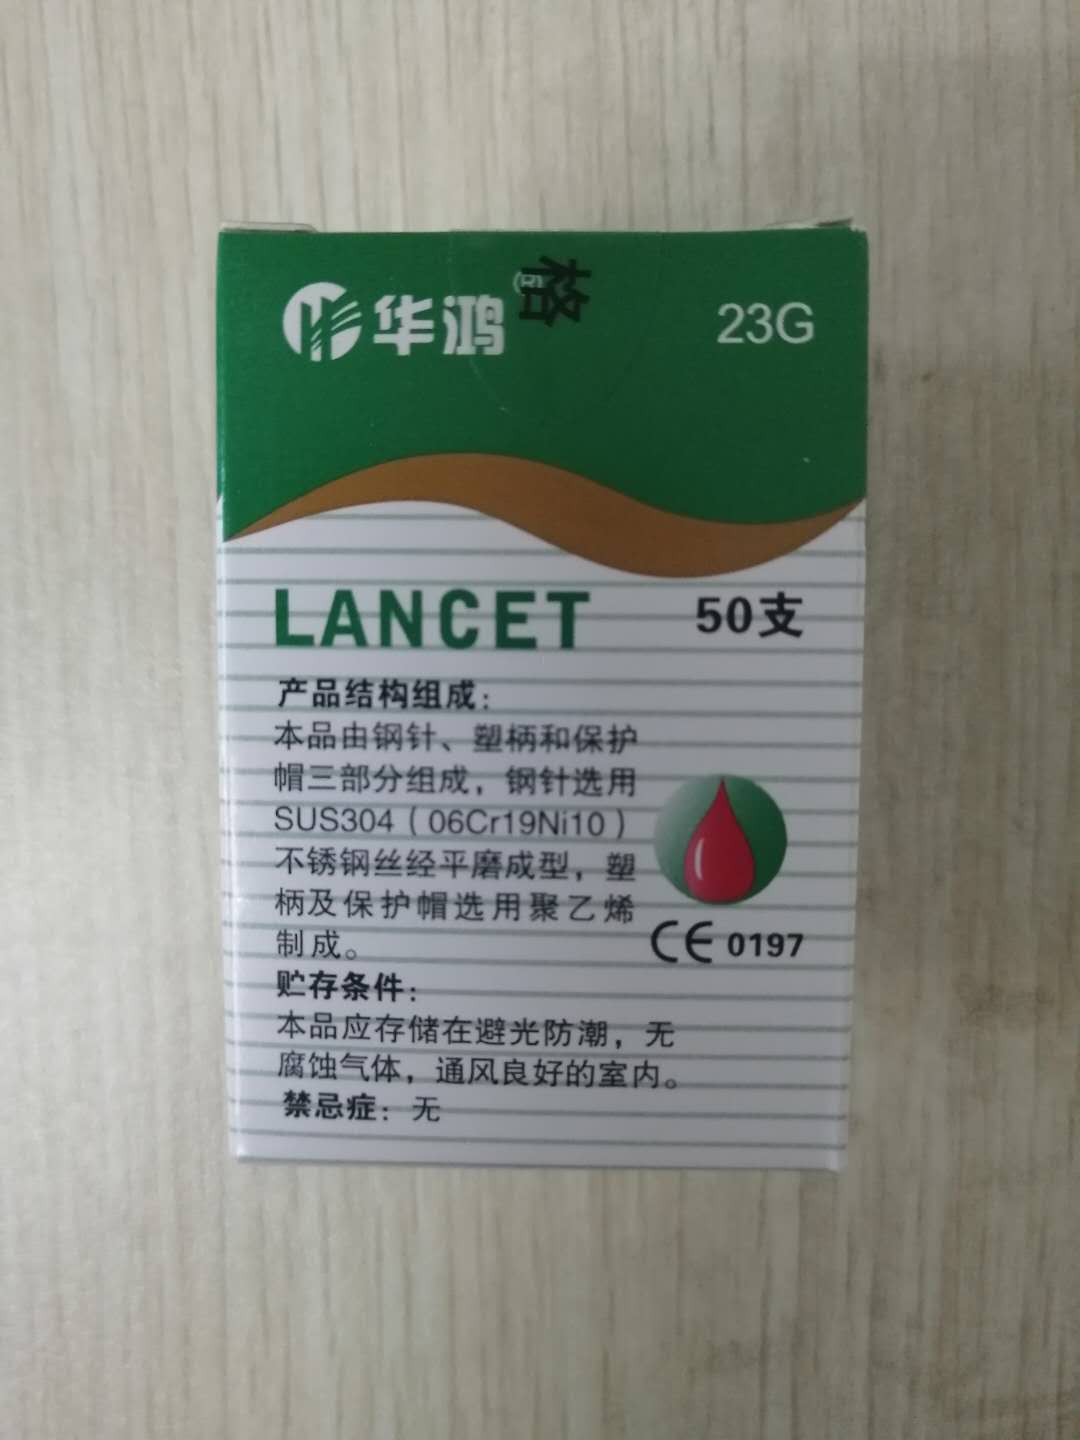 华鸿
(R)
格
23G
LANCET
50支
产品结构组成：
本品由钢针、塑柄和保护
帽三部分组成，钢针选用
SUS304（06Cr19Ni10）
不锈钢丝经平磨成型，塑
柄及保护帽选用聚乙烯
制成。
CE 0197
贮存条件：
本品应存储在避光防潮，无
腐蚀气体，通风良好的室内。
禁忌症：无